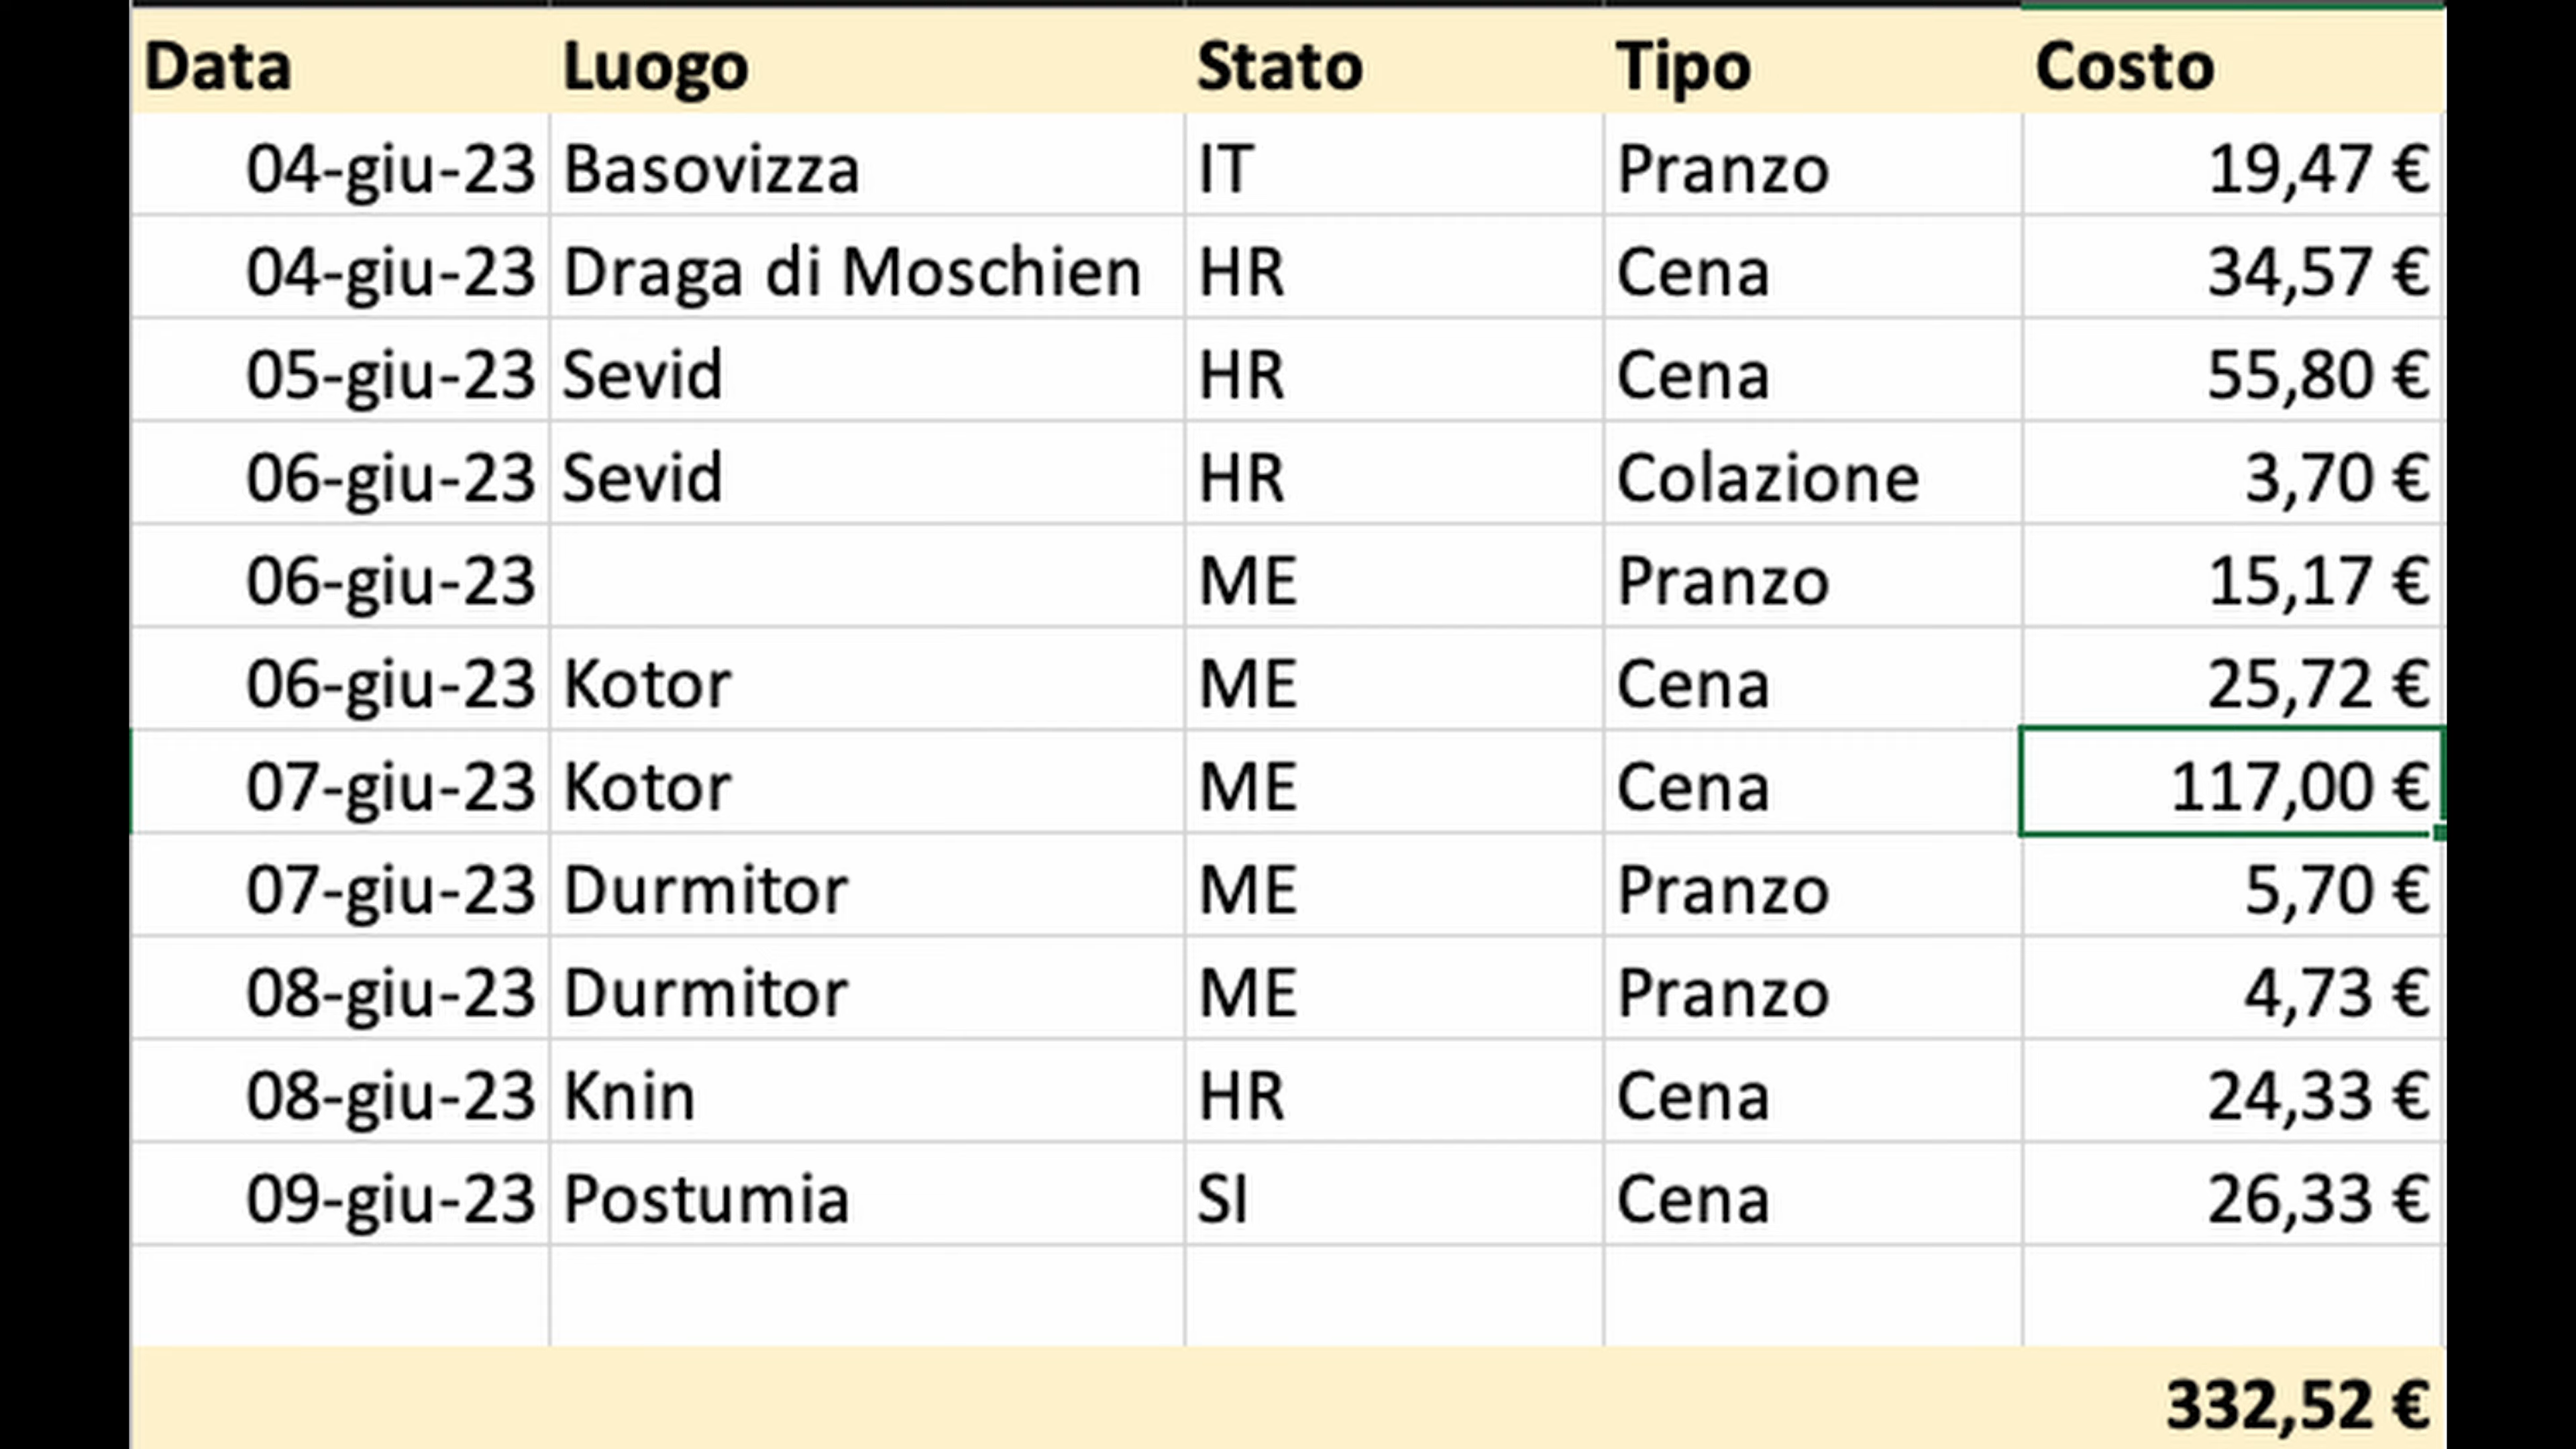 Data Luogo Stato Tipo Costo
04-giu-23 Basovizza IT Pranzo 19,47 €
04-giu-23 Draga di Moschien HR Cena 34,57 €
05-giu-23 Sevid HR Cena 55,80 €
06-giu-23 Sevid HR Colazione 3,70 €
06-giu-23 ME Pranzo 15,17 €
06-giu-23 Kotor ME Cena 25,72 €
07-giu-23 Kotor ME Cena 117,00 €
07-giu-23 Durmitor ME Pranzo 5,70 €
08-giu-23 Durmitor ME Pranzo 4,73 €
08-giu-23 Knin HR Cena 24,33 €
09-giu-23 Postumia SI Cena 26,33 €
332,52 €